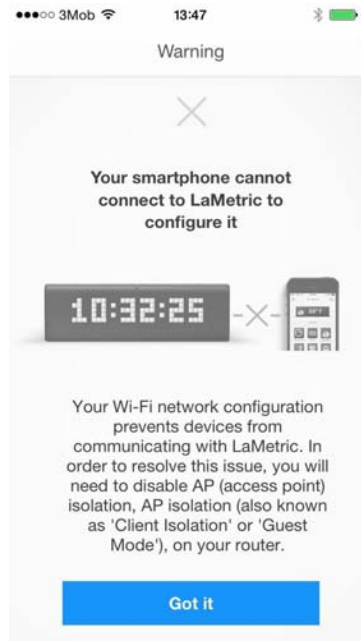 3Mob 13:47
Warning
Your smartphone cannot
connect to LaMetric to
configure it
10:32:25
Your Wi-Fi network configuration
prevents devices from
communicating with LaMetric. In
order to resolve this issue, you will
need to disable AP (access point)
isolation, AP isolation (also known
as 'Client Isolation' or 'Guest
Mode'), on your router.
Got it